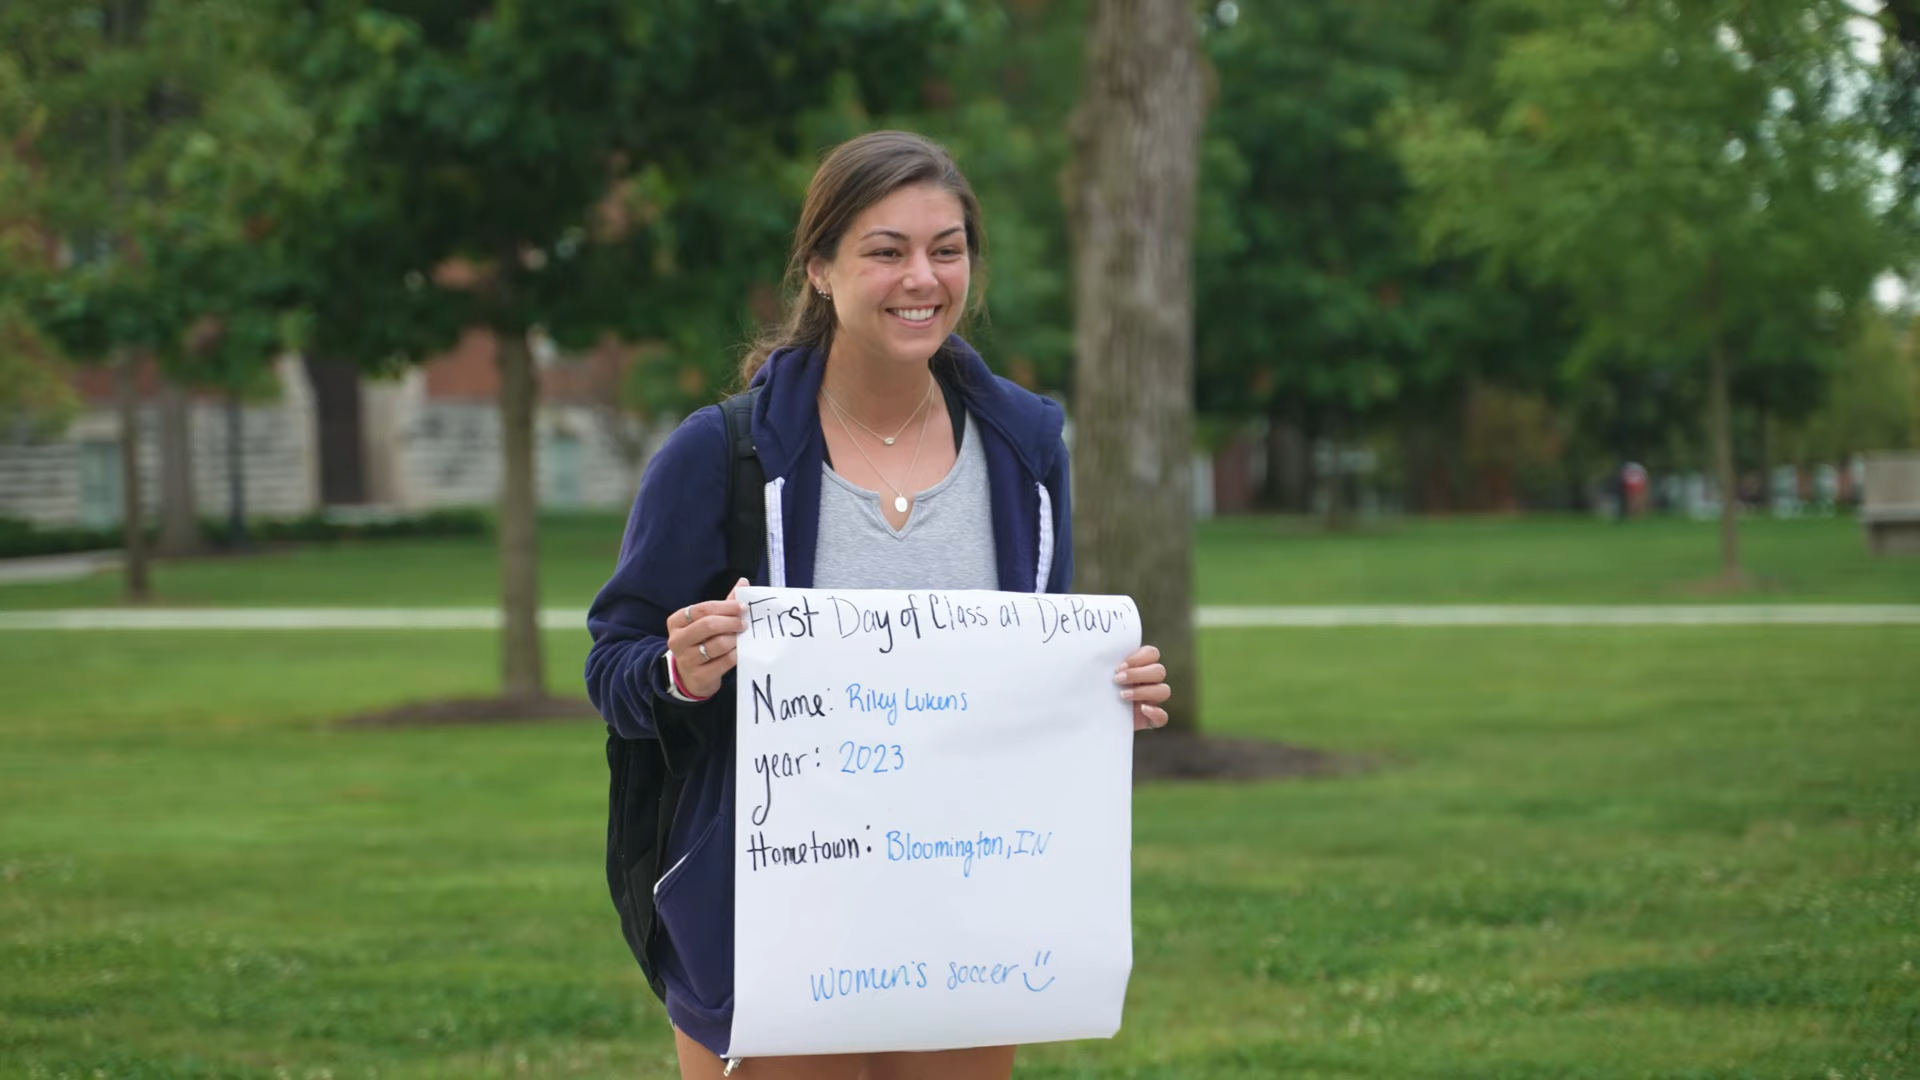 First Day of Class at DePauw
Name: Riley Lukens
year: 2023
Hometown: Bloomington, IN
women's soccer